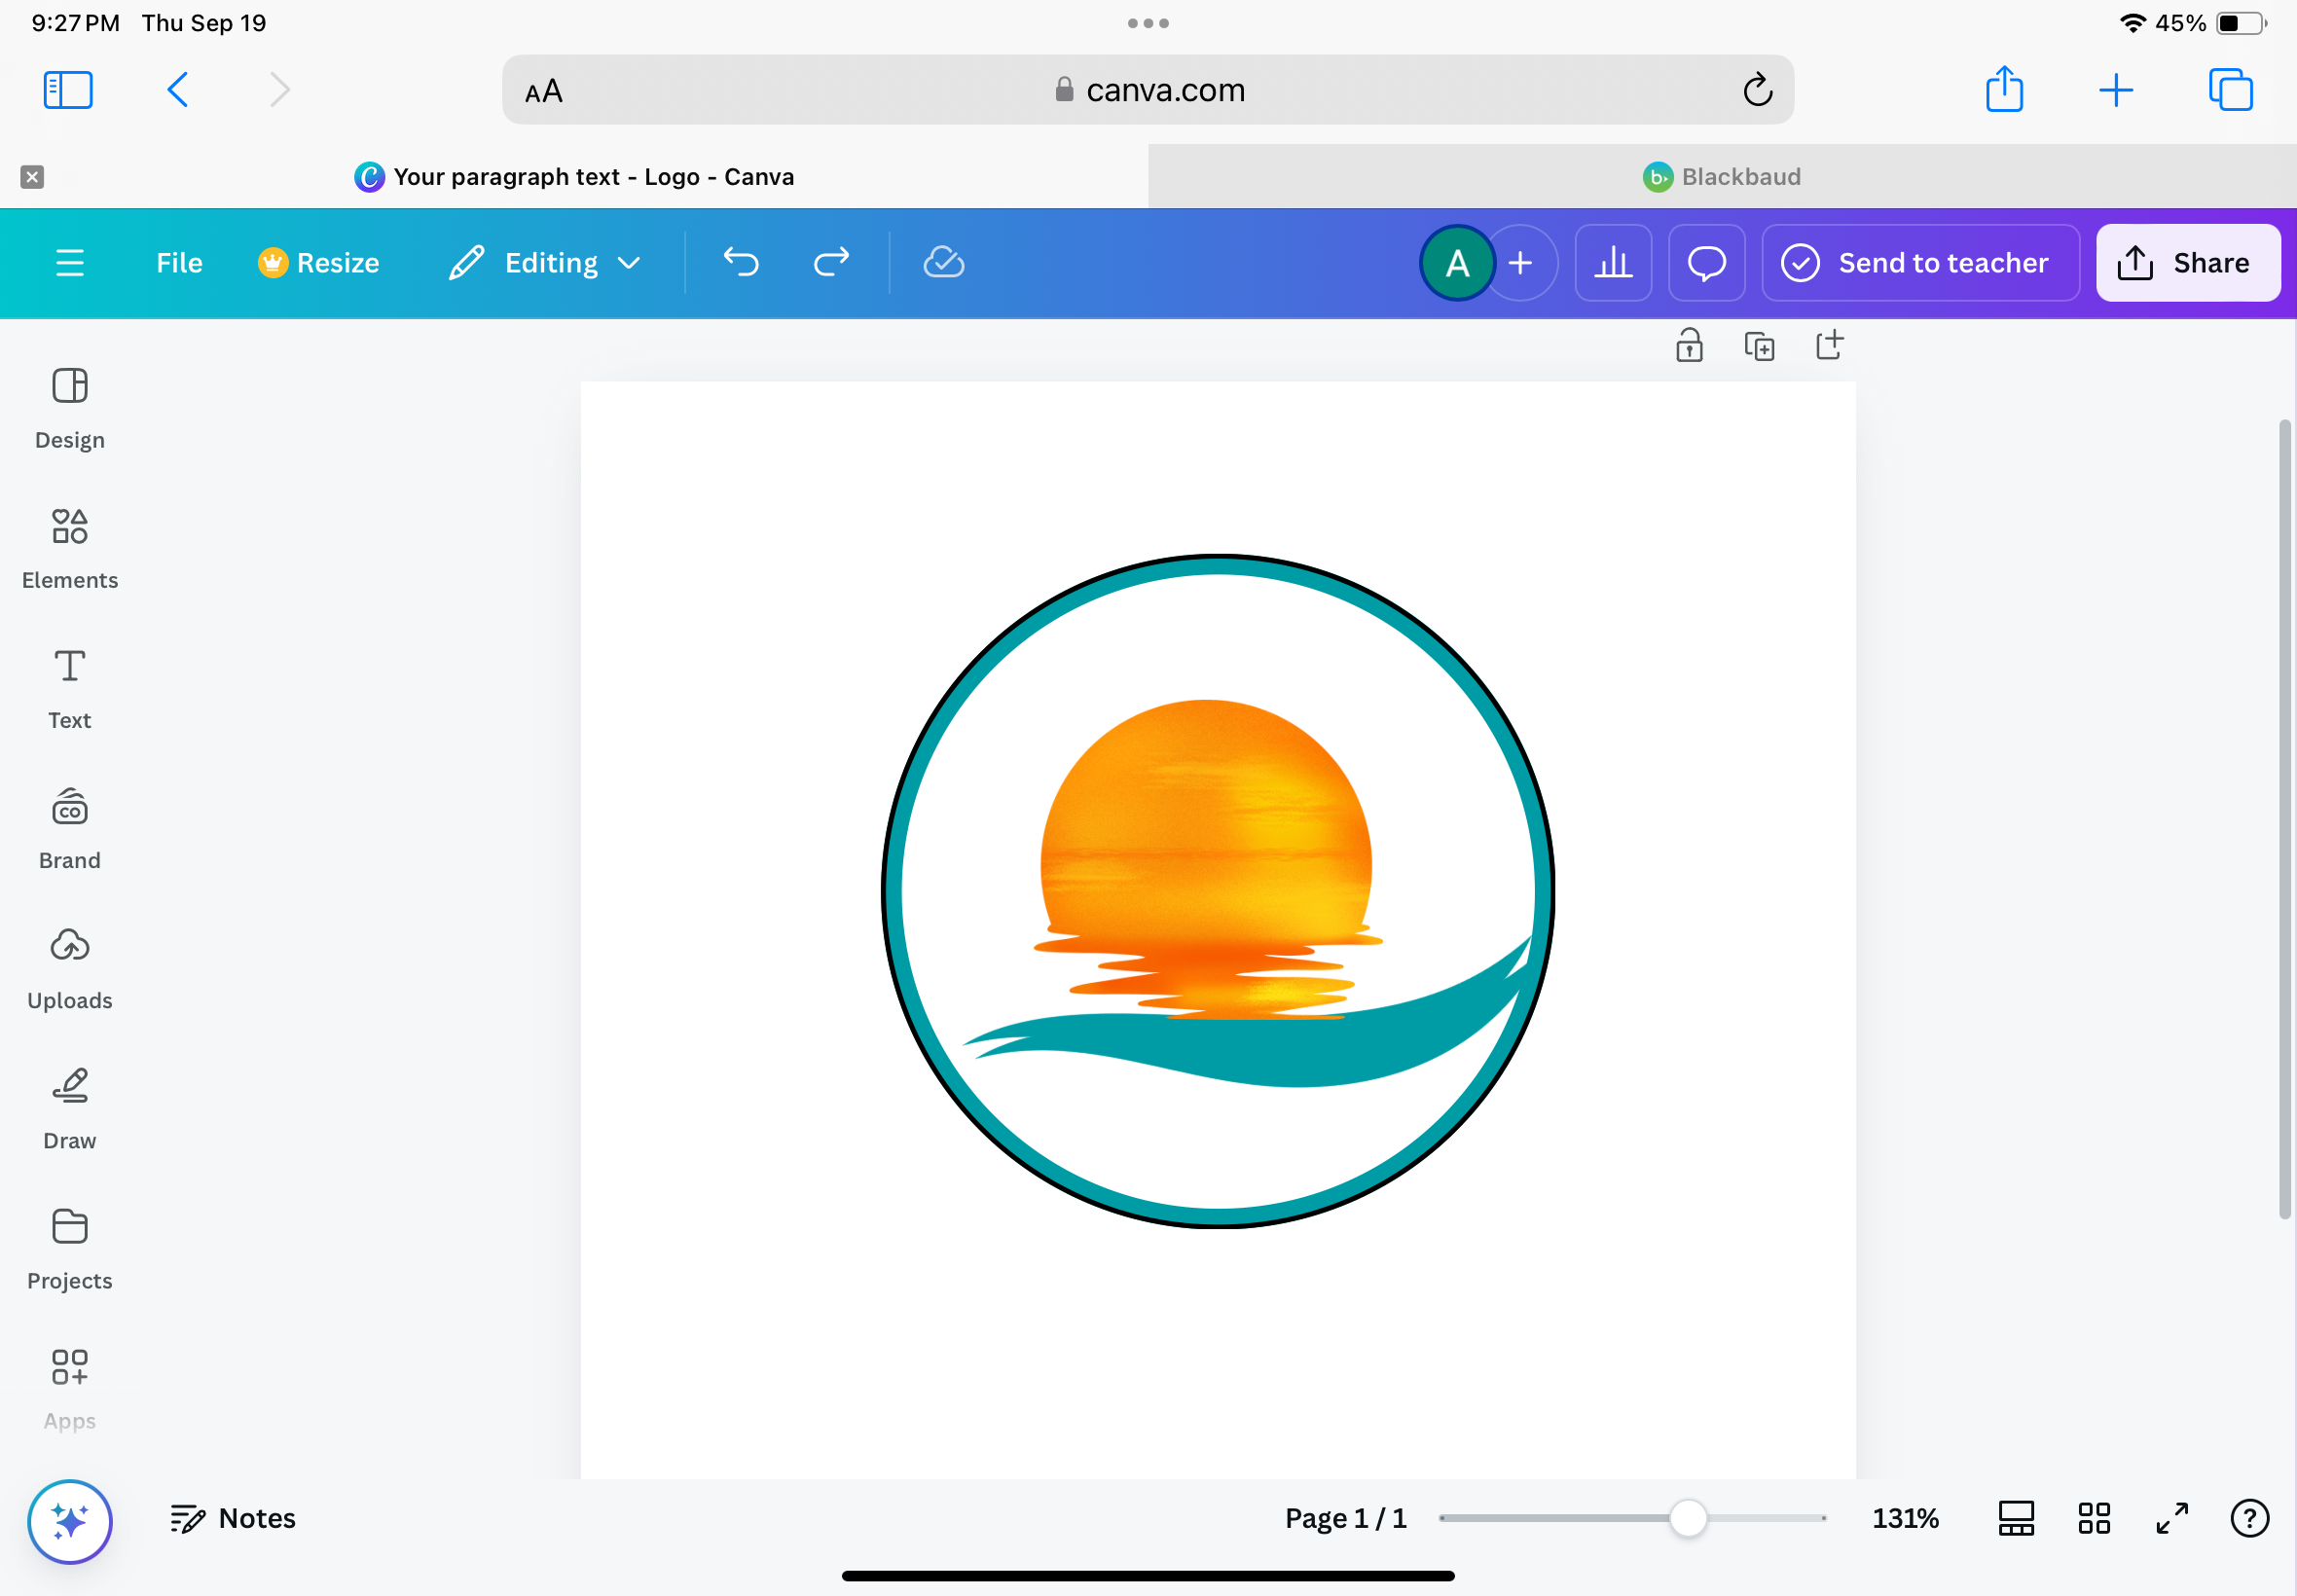 9:27 PM Thu Sep 19
45%
AA
canva.com
Your paragraph text - Logo - Canva
b
Blackbaud
File
Resize
Editing
A
Send to teacher
Share
Design
Elements
Text
CO
Brand
Uploads
Draw
Projects
Apps
Notes
Page 1 / 1
131%
?